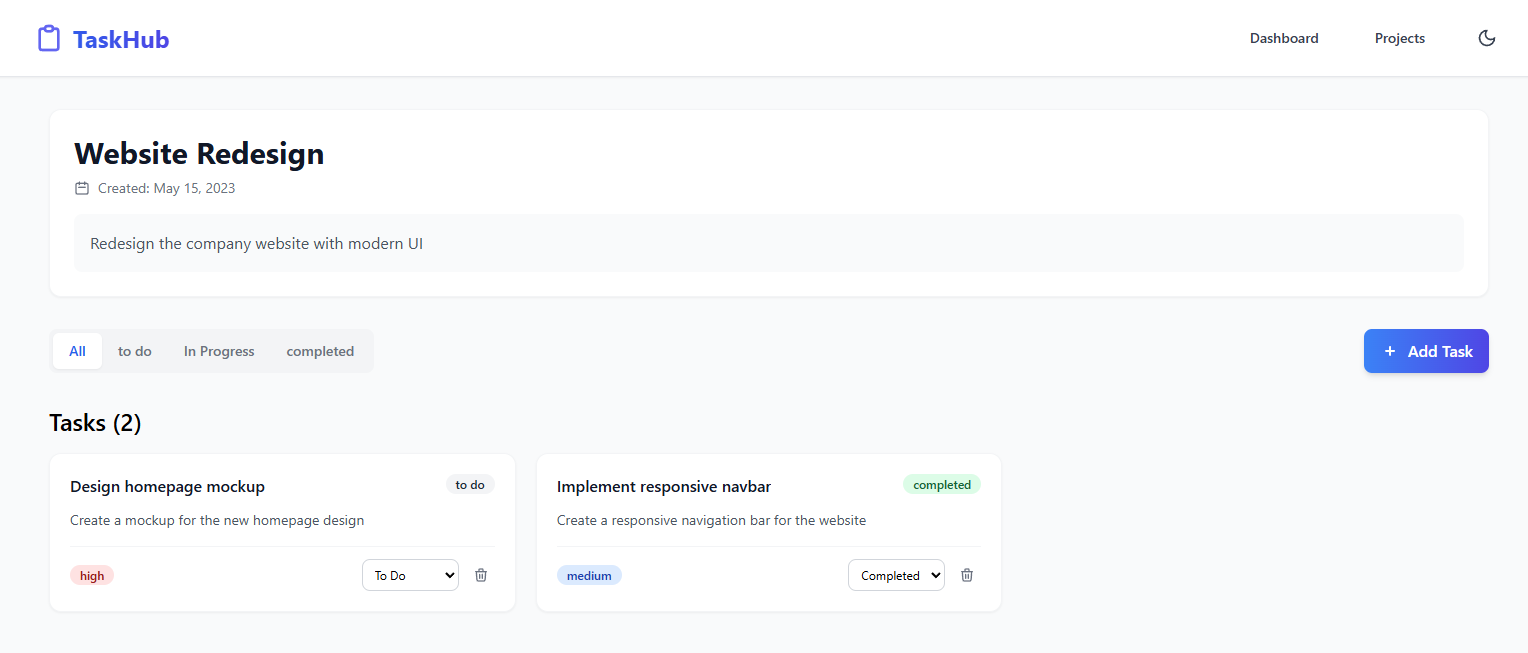 TaskHub
Dashboard
Projects
Website Redesign
Created: May 15, 2023
Redesign the company website with modern UI
All
to do
In Progress
completed
+ Add Task
Tasks (2)
Design homepage mockup
to do
Create a mockup for the new homepage design
high
To Do
Implement responsive navbar
completed
Create a responsive navigation bar for the website
medium
Completed